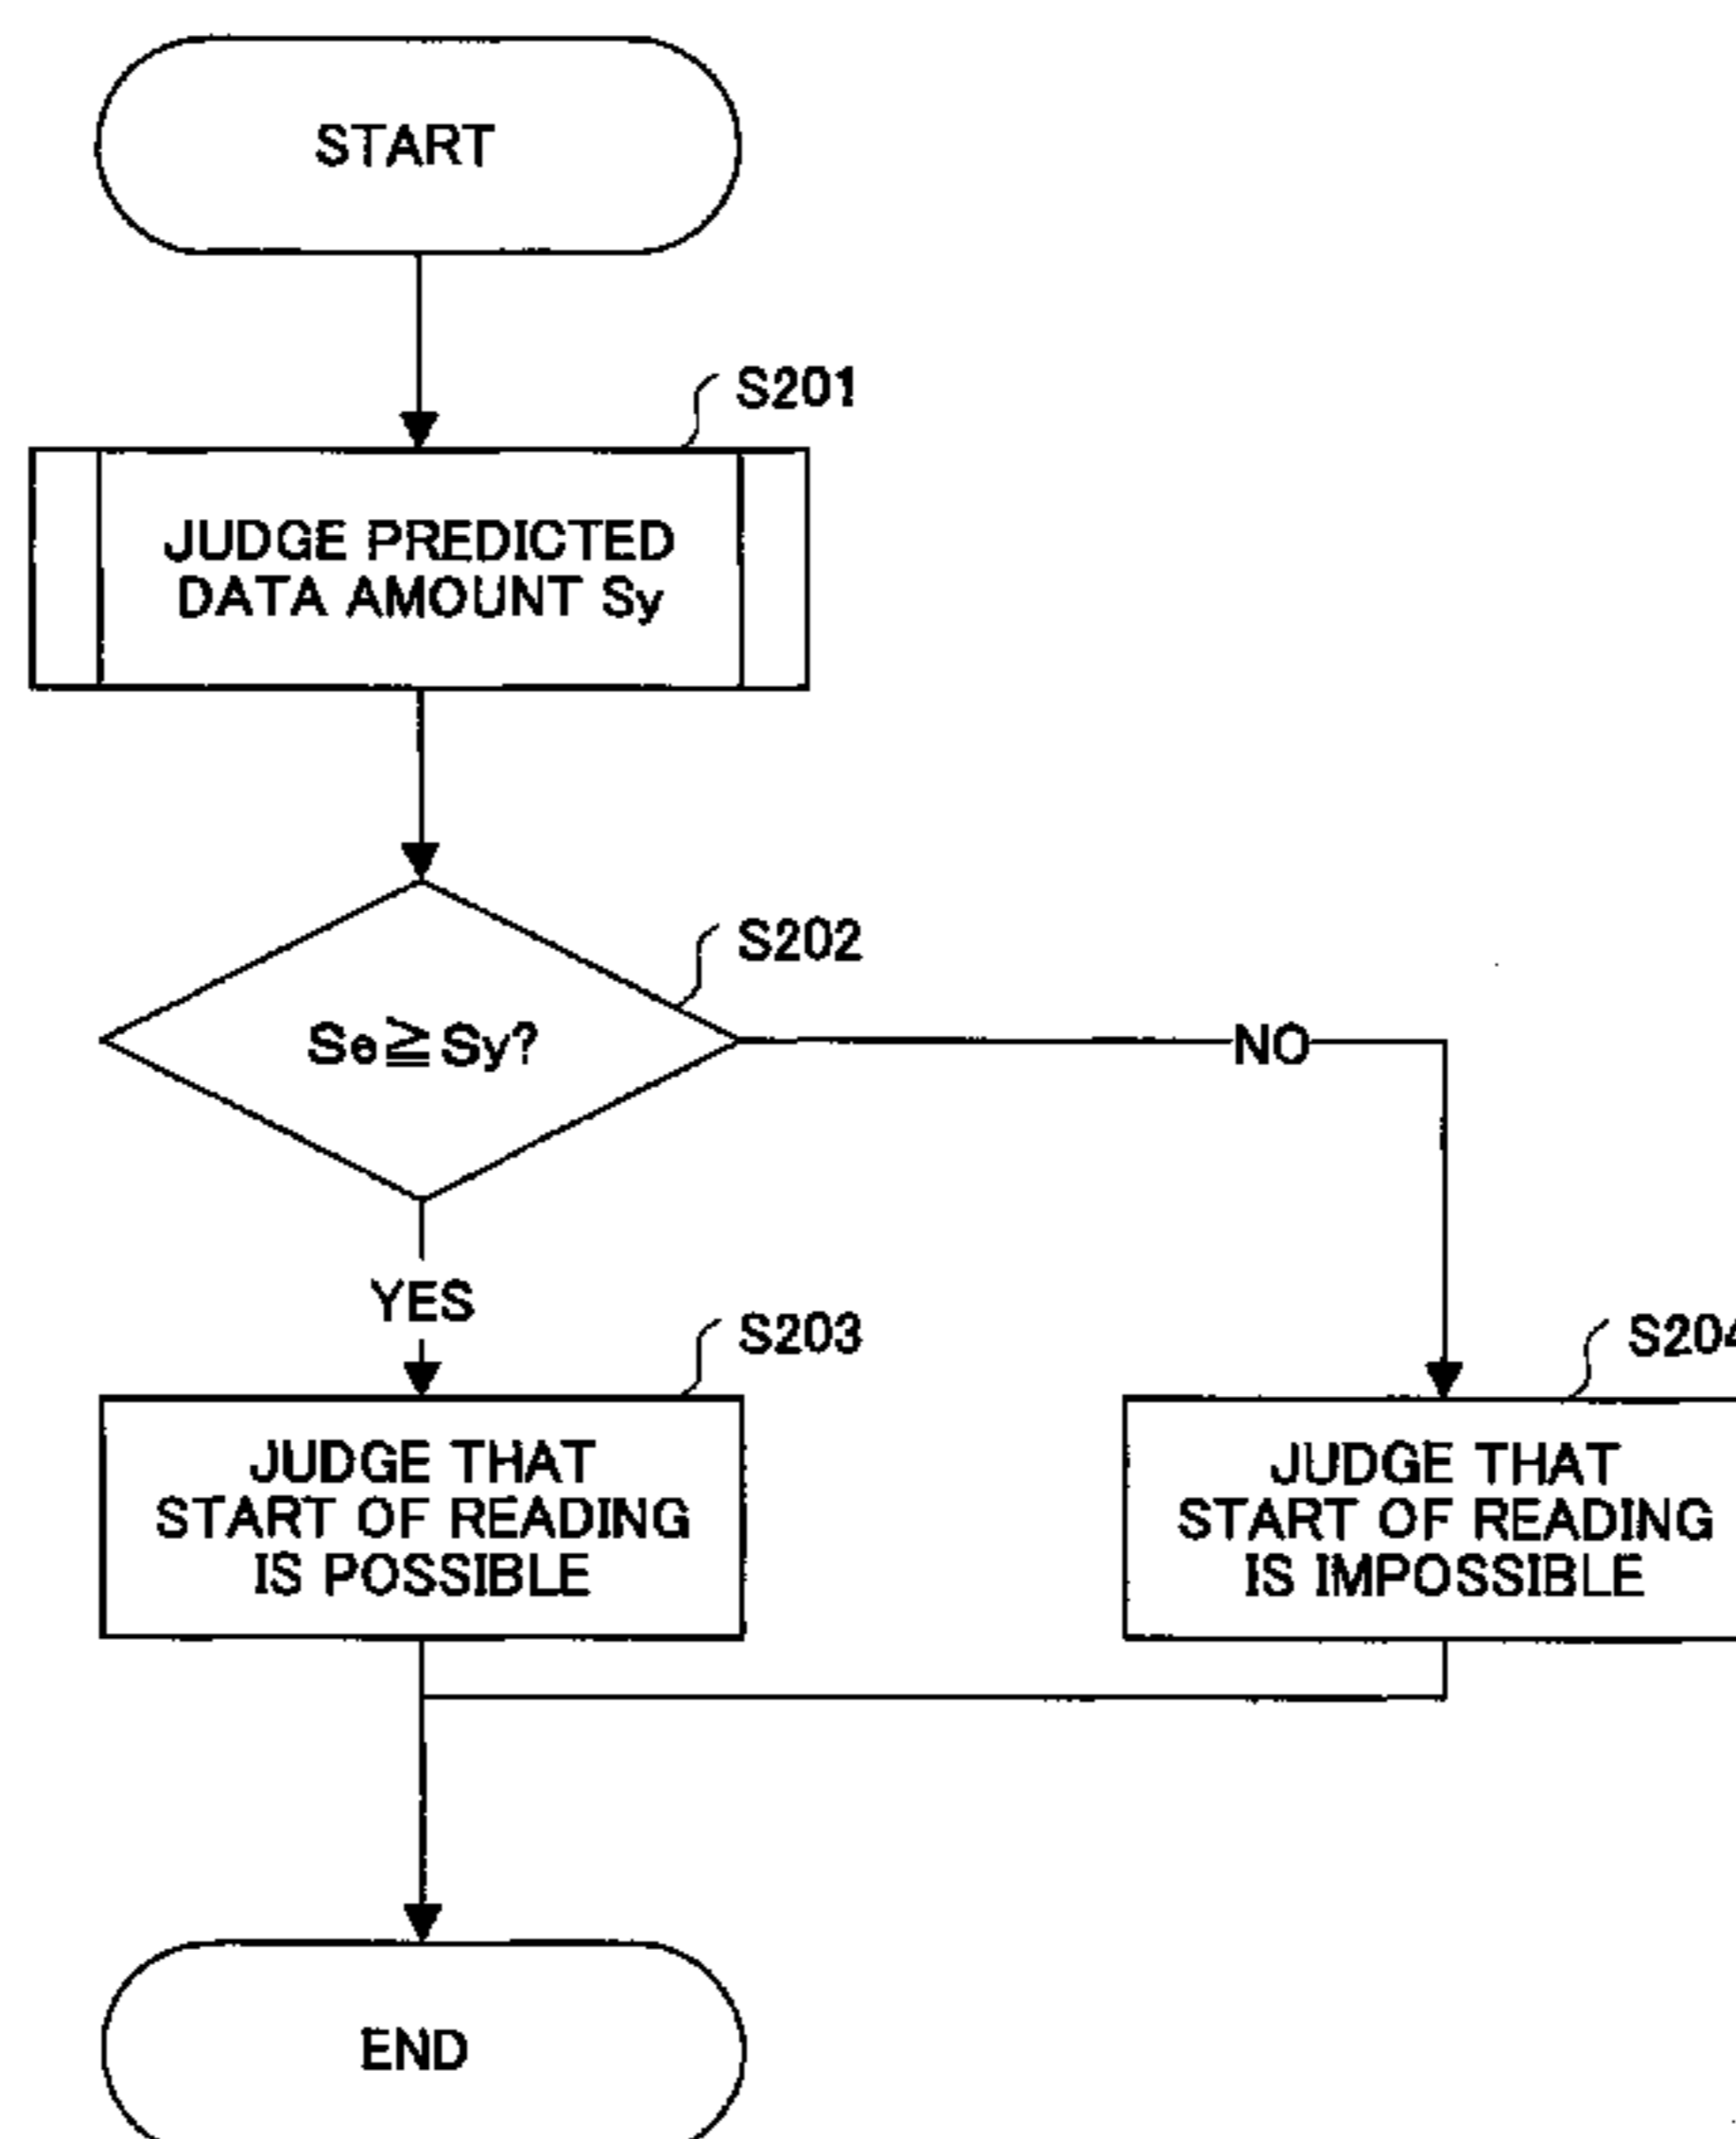 START
S201
JUDGE PREDICTED
DATA AMOUNT Sy
S202
Se≧Sy?
NO
YES
S203
JUDGE THAT
START OF READING
IS POSSIBLE
S204
JUDGE THAT
START OF READING
IS IMPOSSIBLE
END